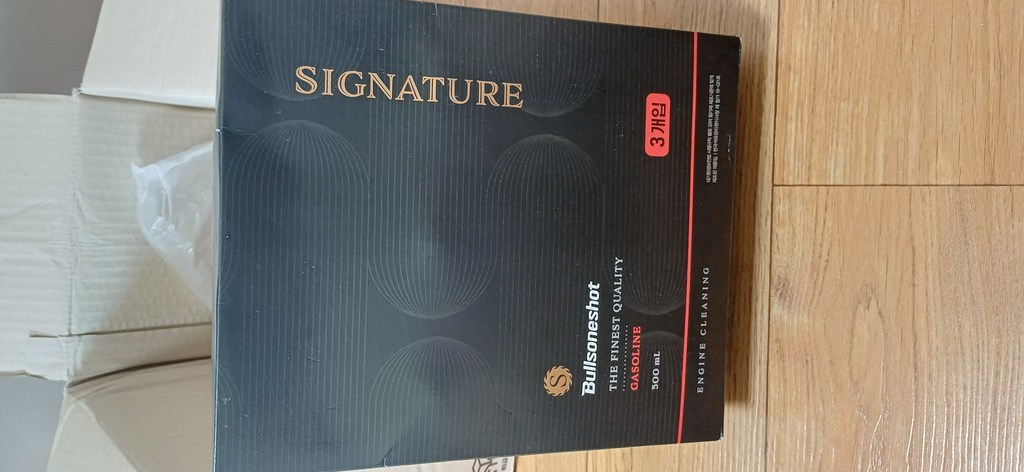 SIGNATURE
3개입
Bullsoneshot
THE FINEST QUALITY
GASOLINE
500 mL
ENGINE CLEANING